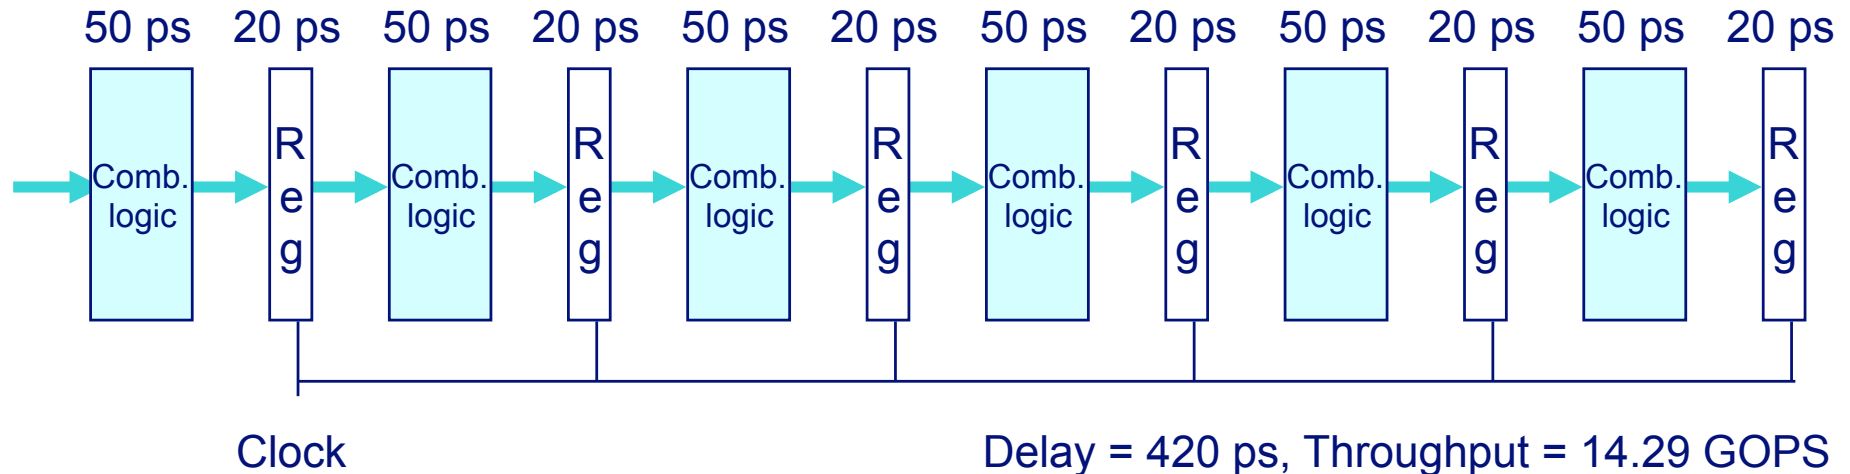 50 ps 20 ps 50 ps 20 ps 50 ps 20 ps 50 ps 20 ps 50 ps 20 ps 50 ps 20 ps
Comb.
logic
R
e
g
Comb.
logic
R
e
g
Comb.
logic
R
e
g
Comb.
logic
R
e
g
Comb.
logic
R
e
g
Comb.
logic
R
e
g
Clock
Delay = 420 ps, Throughput = 14.29 GOPS